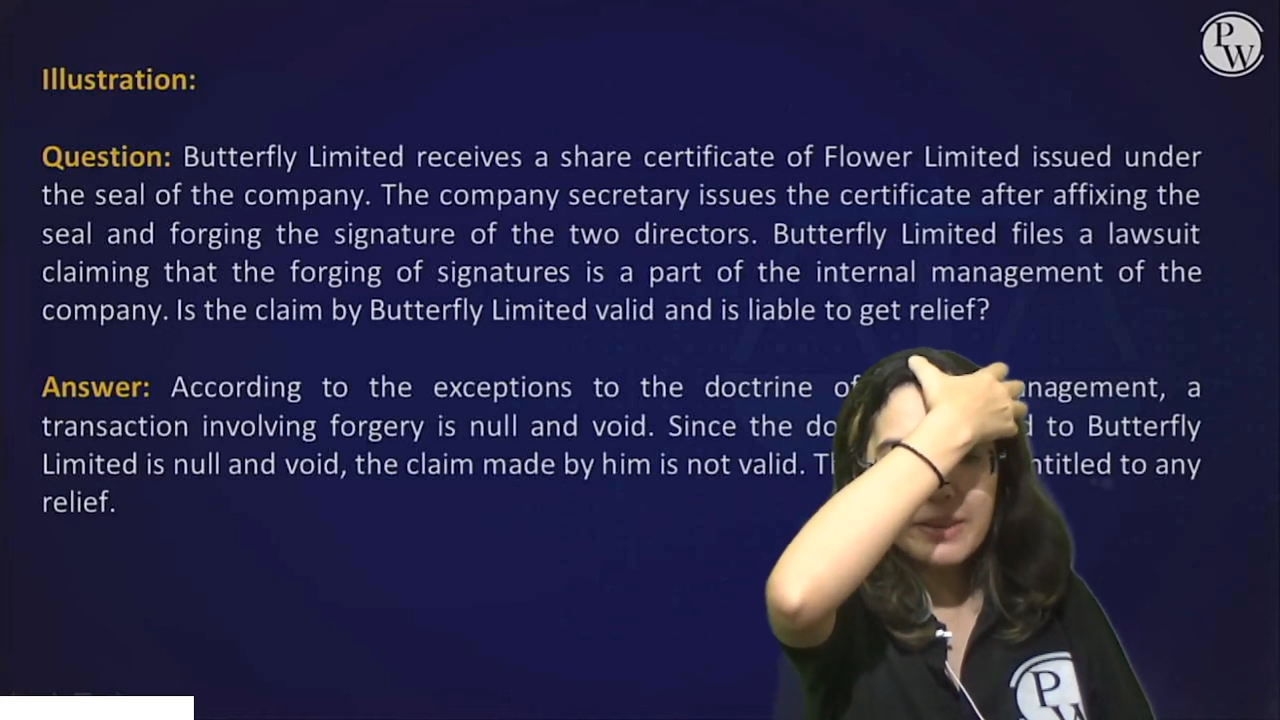 PW
Illustration:
Question: Butterfly Limited receives a share certificate of Flower Limited issued under
the seal of the company. The company secretary issues the certificate after affixing the
seal and forging the signature of the two directors. Butterfly Limited files a lawsuit
claiming that the forging of signatures is a part of the internal management of the
company. Is the claim by Butterfly Limited valid and is liable to get relief?
Answer: According to the exceptions to the doctrine of a
transaction involving forgery is null and void. Since the to Butterfly
Limited is null and void, the claim made by him is not valid. to any
relief.
PW